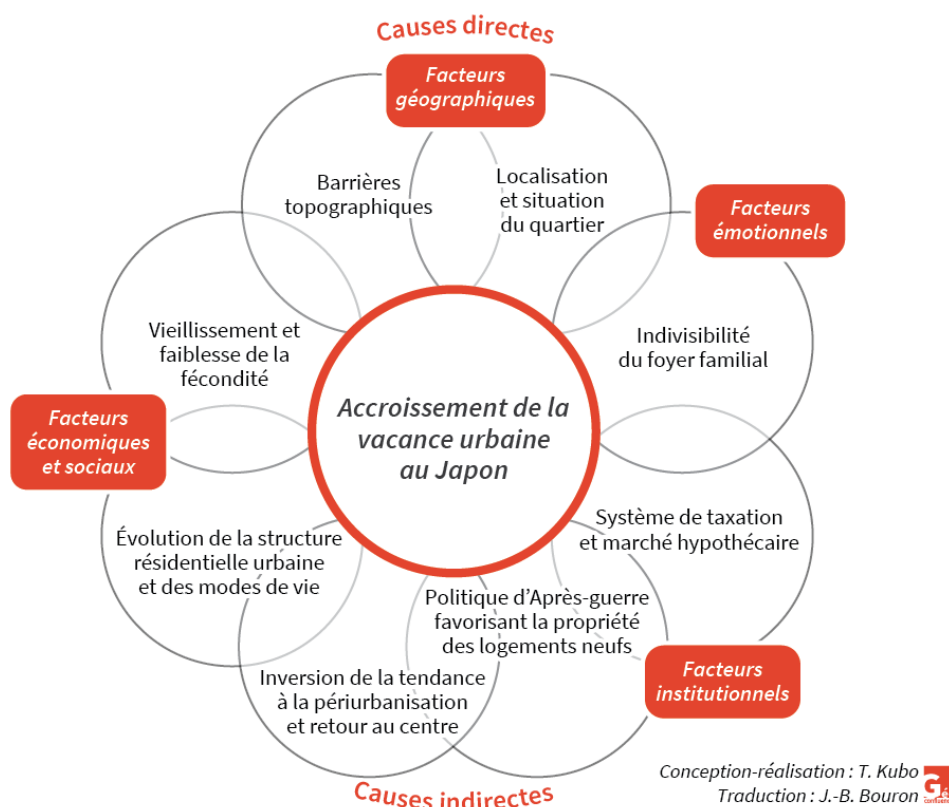 Causes directes
Facteurs
géographiques
Barrières
topographiques
Localisation
et situation
du quartier
Facteurs
émotionnels
Vieillissement et
faiblesse de la
fécondité
Indivisibilité
du foyer familial
Facteurs
économiques
et sociaux
Accroissement de la
vacance urbaine
au Japon
Évolution de la structure
résidentielle urbaine
et des modes de vie
Système de taxation
et marché hypothécaire
Politique d'Après-guerre
favorisant la propriété
des logements neufs
Facteurs
institutionnels
Inversion de la tendance
à la périurbanisation
et retour au centre
Causes indirectes
Conception-réalisation : T. Kubo
Traduction : J.-B. Bouron
Gé
confluences